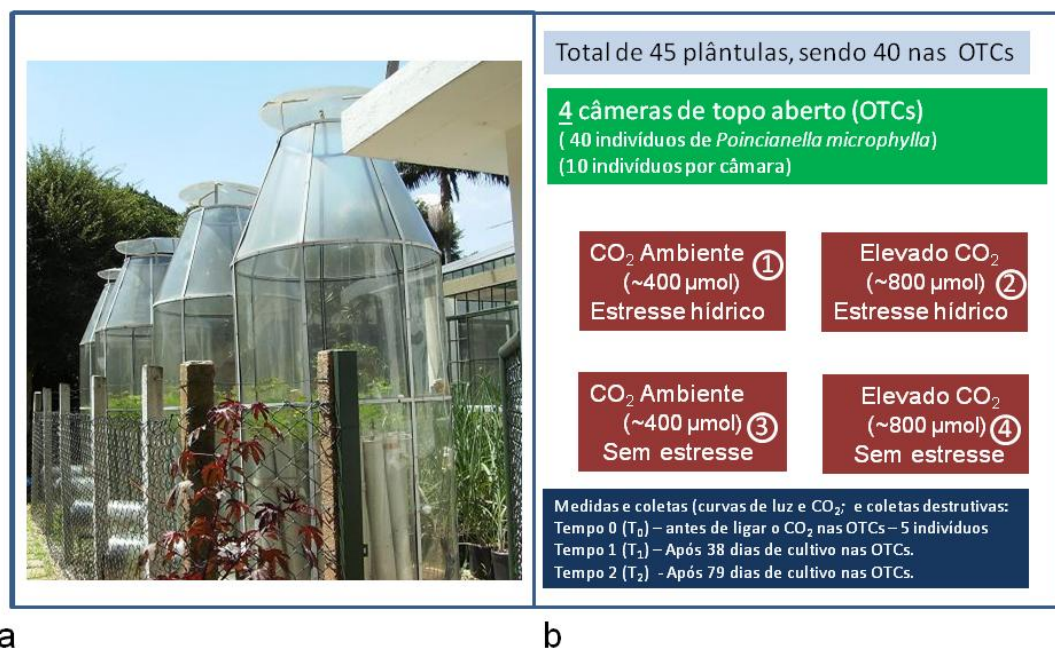 Total de 45 plântulas, sendo 40 nas OTCs
4 câmeras de topo aberto (OTCs)
( 40 indivíduos de Poincianella microphylla)
(10 indivíduos por câmara)
CO₂ Ambiente ①
(~400 µmol)
Estresse hídrico
Elevado CO₂
(~800 µmol) ②
Estresse hídrico
CO₂ Ambiente
(~400 µmol) ③
Sem estresse
Elevado CO₂
(~800 µmol) ④
Sem estresse
Medidas e coletas (curvas de luz e CO₂; e coletas destrutivas:
Tempo 0 (T₀) – antes de ligar o CO₂ nas OTCs – 5 indivíduos
Tempo 1 (T₁) – Após 38 dias de cultivo nas OTCs.
Tempo 2 (T₂) - Após 79 dias de cultivo nas OTCs.
a
b